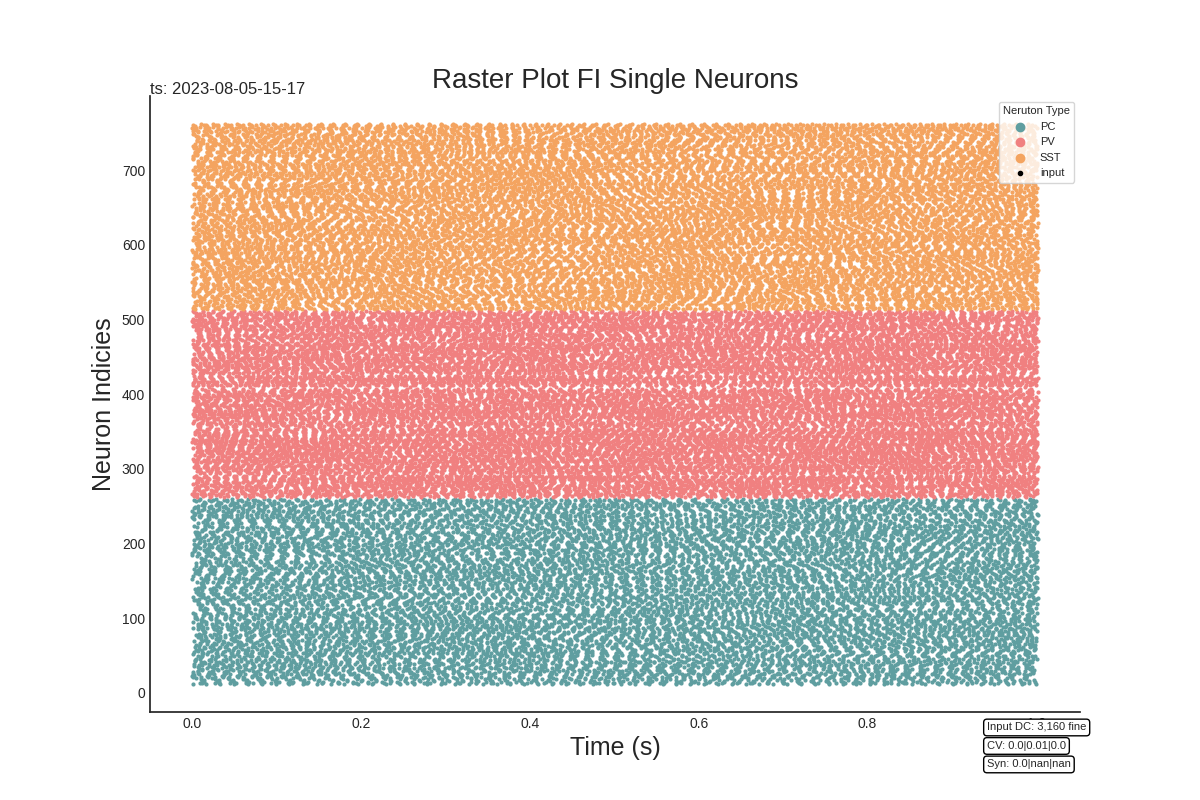 Raster Plot FI Single Neurons
ts: 2023-08-05-15-17
Neruton Type
PC
PV
SST
input
700
600
500
400
300
200
100
0
Neuron Indicies
0.0 0.2 0.4 0.6 0.8
Time (s)
Input DC: 3,160 fine
CV: 0.0|0.01|0.0
Syn: 0.0|nan|nan